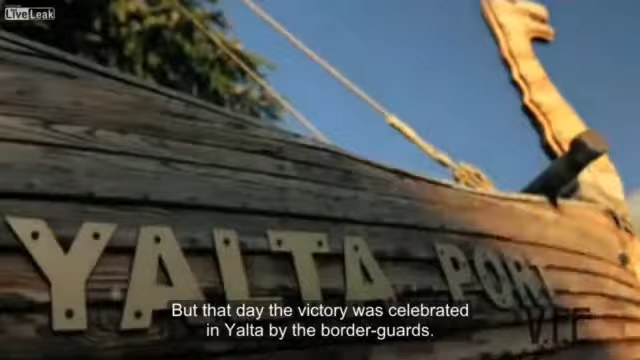 LiveLeak
YALTA PORT
But that day the victory was celebrated
in Yalta by the border-guards.
V.I.F